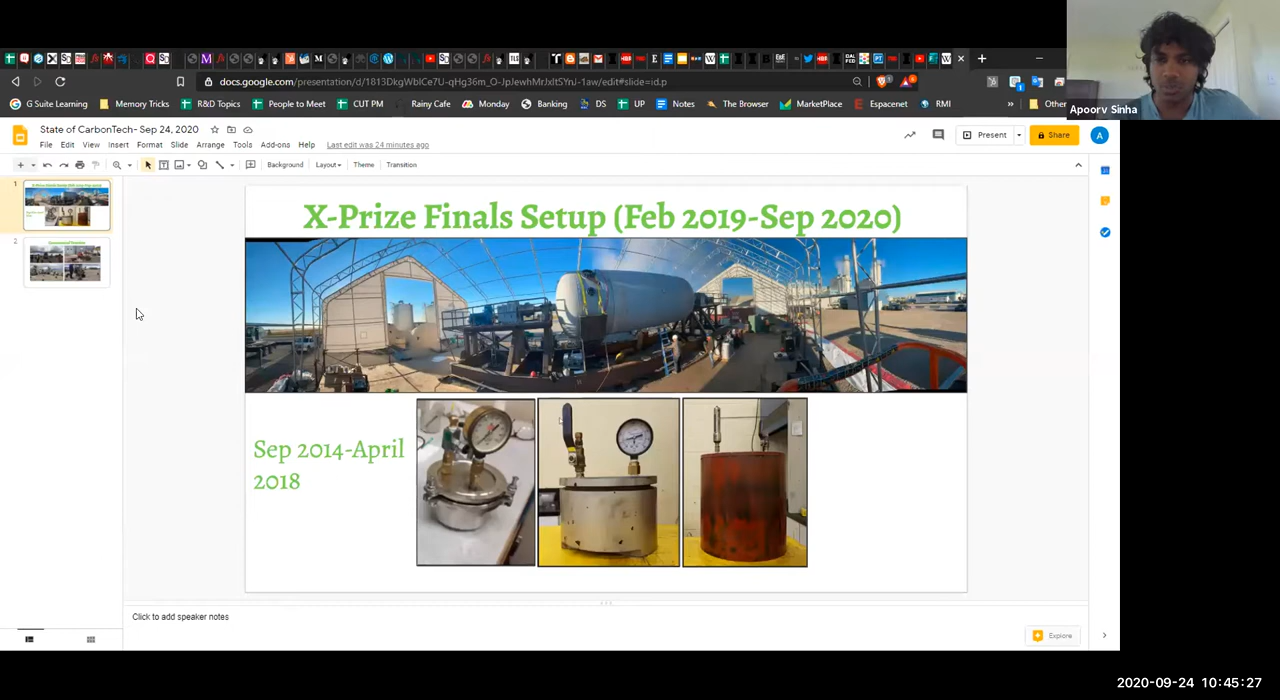 docs.google.com/presentation/d/1813DkgWblCe7U-qHg36m_O-JpJewhMrJxltSYnJ-1aw/edit#slide=id.p
G Suite Learning Memory Tricks R&D Topics People to Meet CUT PM Rainy Cafe Monday Banking DS UP Notes The Browser MarketPlace Espacenet RMI » Other
Apoorv Sinha
State of CarbonTech- Sep 24, 2020
Present Share A
File Edit View Insert Format Slide Arrange Tools Add-ons Help Last edit was 24 minutes ago
Background Layout Theme Transition
1
2
X-Prize Finals Setup (Feb 2019-Sep 2020)
Sep 2014-April
2018
Click to add speaker notes
Explore
2020-09-24 10:45:27